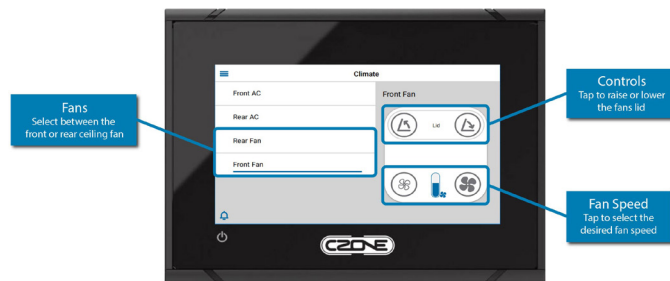 Climate
Front AC
Rear AC
Rear Fan
Front Fan
Front Fan
Lid
CZONE
Fans
Select between the
front or rear ceiling fan
Controls
Tap to raise or lower
the fans lid
Fan Speed
Tap to select the
desired fan speed